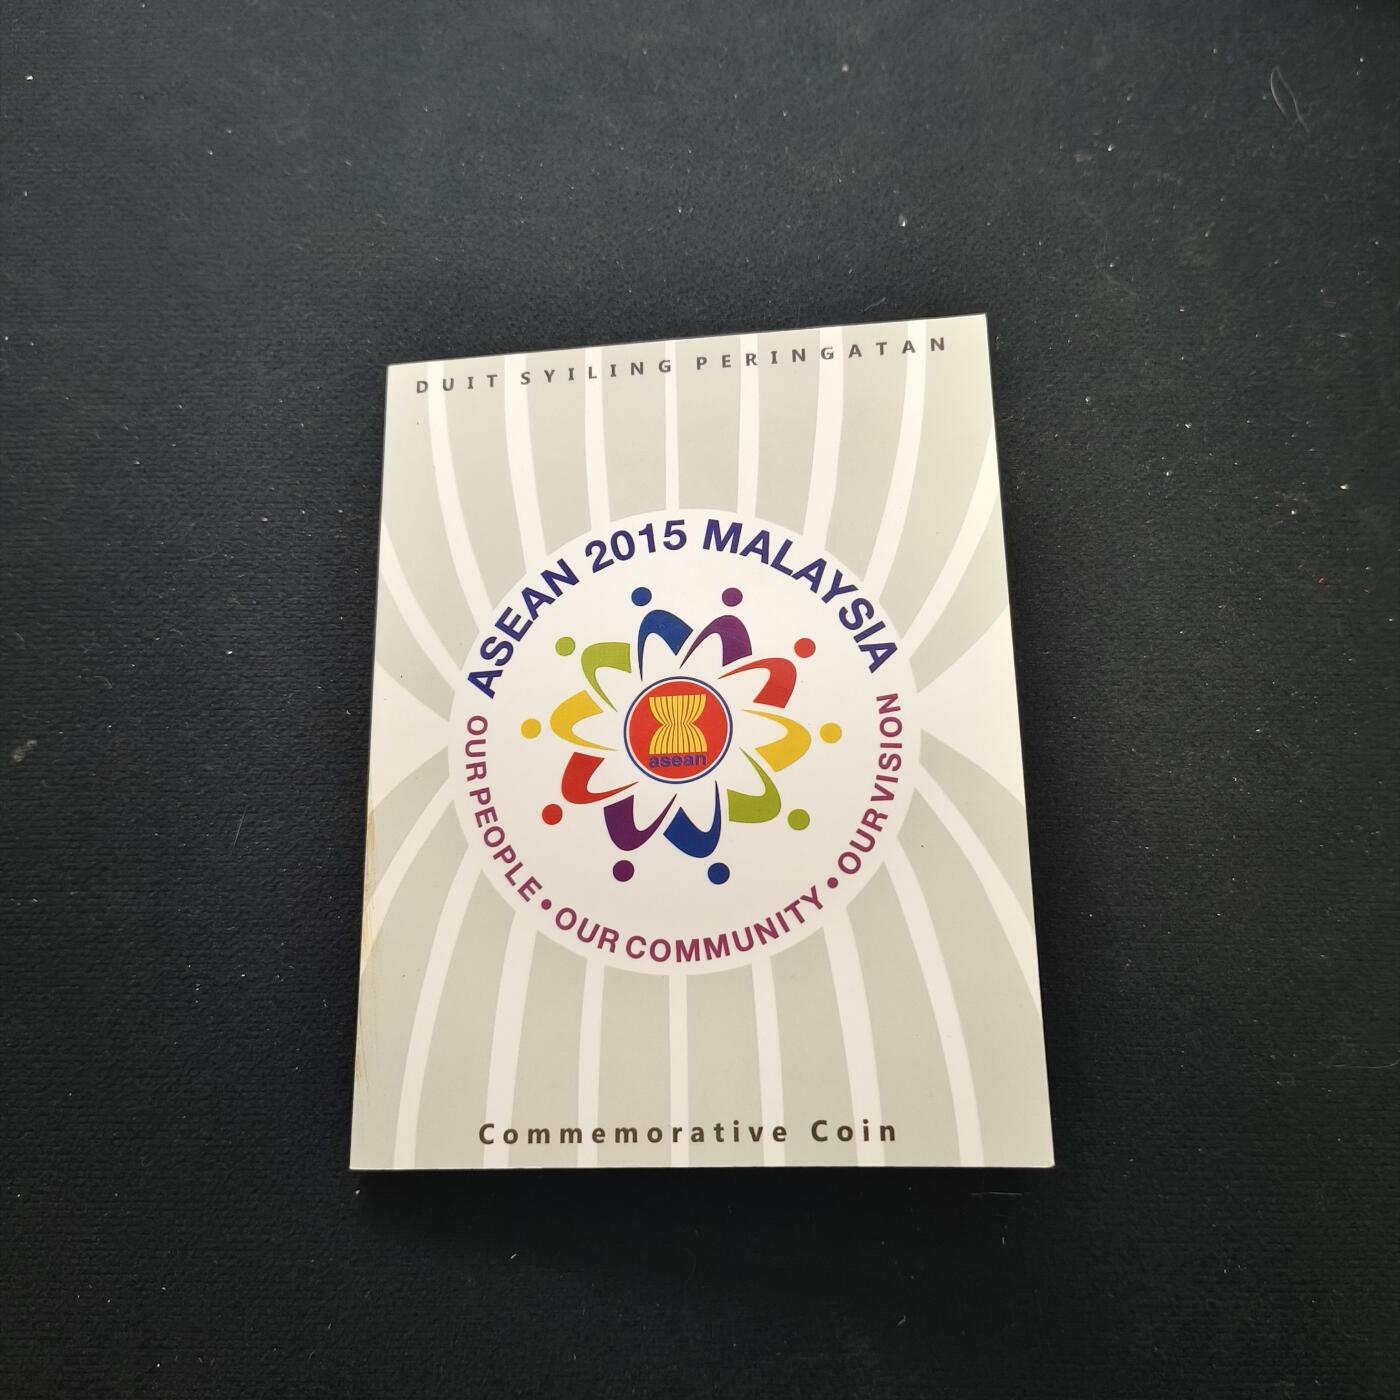 DUIT SYILING PERINGATAN
ASEAN 2015 MALAYSIA
asean
OUR PEOPLE • OUR COMMUNITY • OUR VISION
Commemorative Coin